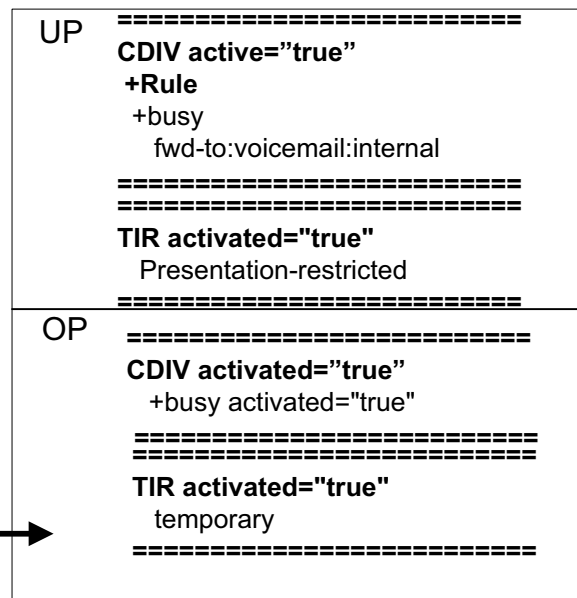 UP
==========================
CDIV active=”true”
+Rule
+busy
fwd-to:voicemail:internal
==========================
==========================
TIR activated="true"
Presentation-restricted
==========================
OP
==========================
CDIV activated=”true”
+busy activated="true"
==========================
==========================
TIR activated="true"
temporary
==========================